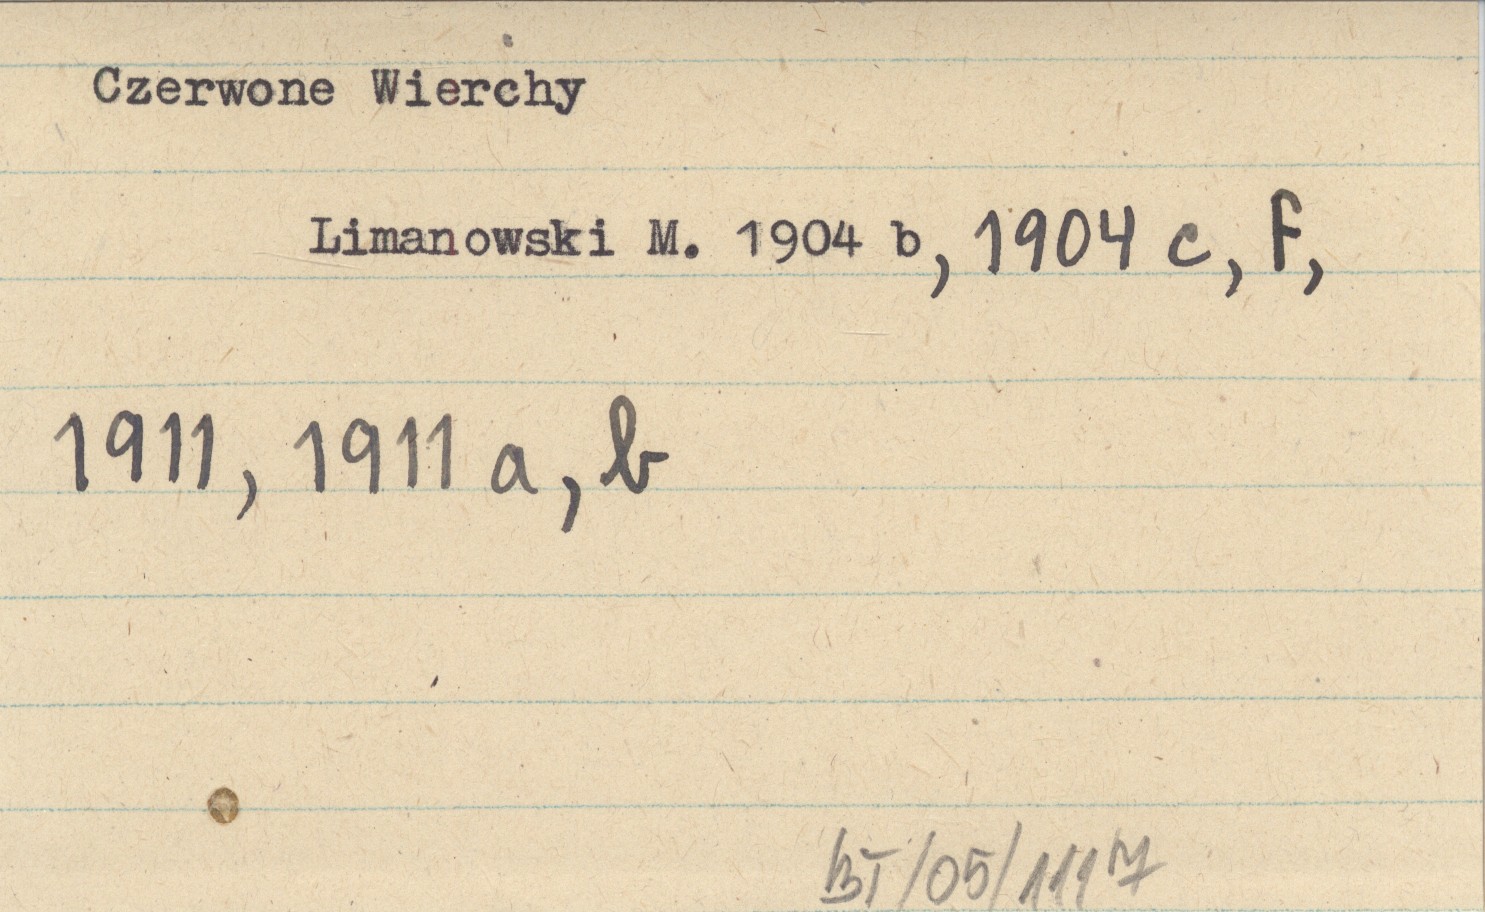 Czerwone Wierchy
Limanowski M. 1904 b, 1904 c, f,
1911, 1911 a, b
BT/05/1117